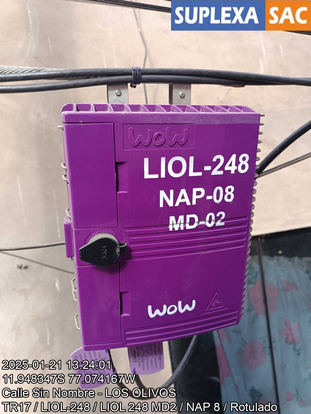 SUPLEXA SAC
WOW
LIOL-248
NAP-08
MD-02
WOW
2025-01-21 13:24:01
11.946347S 77.074167W
Calle Sin Nombre - LOS OLIVOS
TR17 / LIOL-248 / LIOL 248 MD2 / NAP 8 / Rotulado